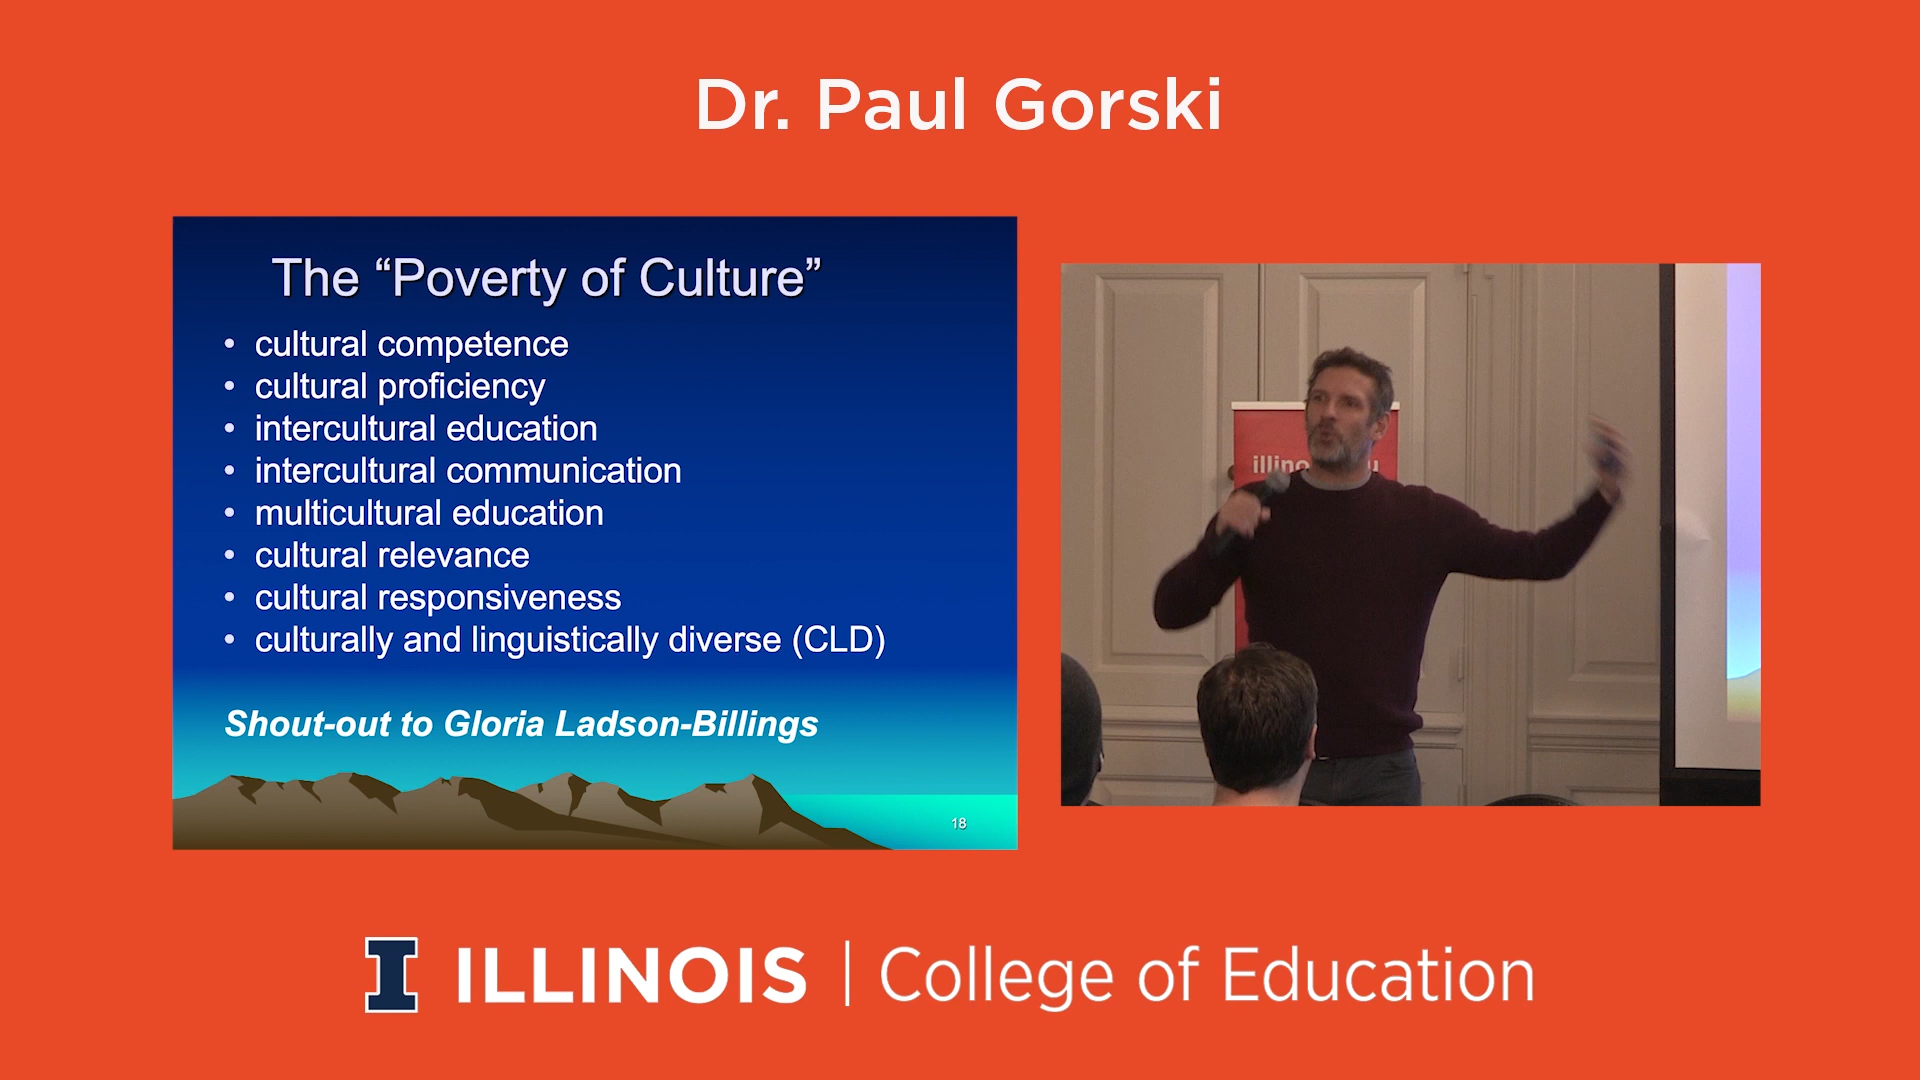 Dr. Paul Gorski
The “Poverty of Culture”
• cultural competence
• cultural proficiency
• intercultural education
• intercultural communication
• multicultural education
• cultural relevance
• cultural responsiveness
• culturally and linguistically diverse (CLD)
Shout-out to Gloria Ladson-Billings
18
I ILLINOIS | College of Education